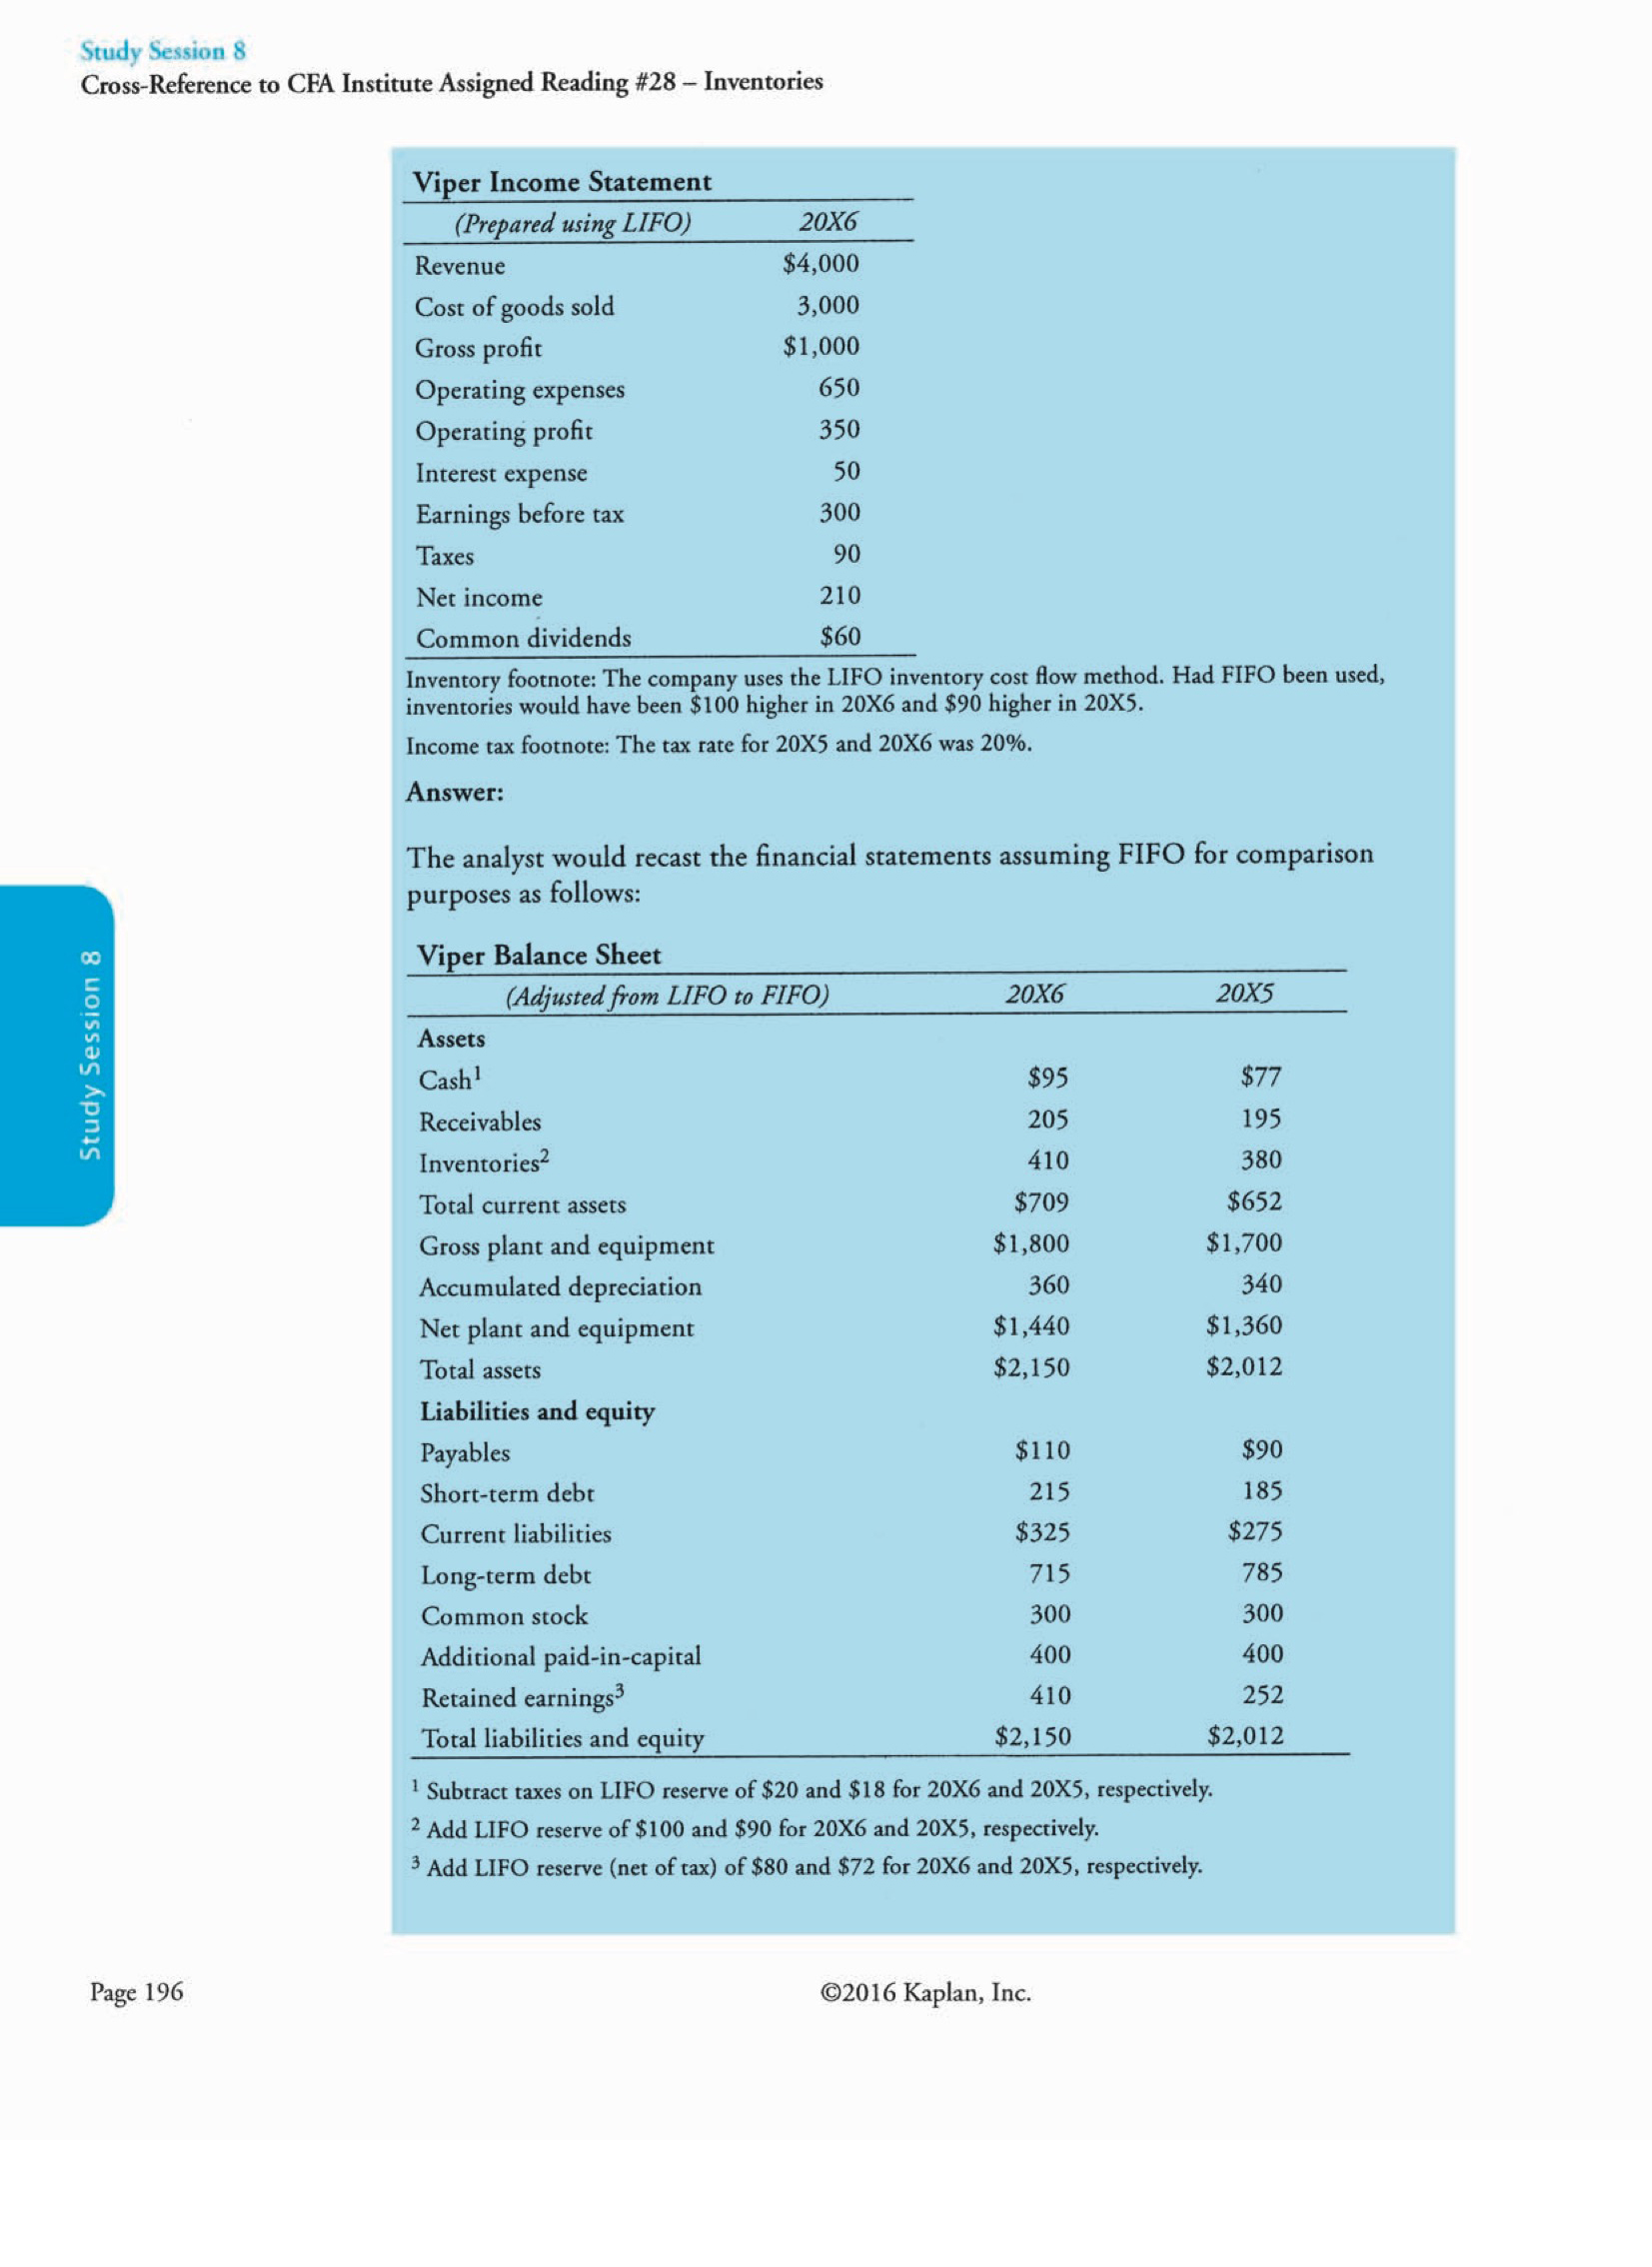 Study Session 8
Cross-Reference to CFA Institute Assigned Reading #28 – Inventories
Viper Income Statement
(Prepared using LIFO) 20X6
Revenue $4,000
Cost of goods sold 3,000
Gross profit $1,000
Operating expenses 650
Operating profit 350
Interest expense 50
Earnings before tax 300
Taxes 90
Net income 210
Common dividends $60
Inventory footnote: The company uses the LIFO inventory cost flow method. Had FIFO been used,
inventories would have been $100 higher in 20X6 and $90 higher in 20X5.
Income tax footnote: The tax rate for 20X5 and 20X6 was 20%.
Answer:
The analyst would recast the financial statements assuming FIFO for comparison
purposes as follows:
Viper Balance Sheet
(Adjusted from LIFO to FIFO) 20X6 20X5
Assets
Cash¹ $95 $77
Receivables 205 195
Inventories² 410 380
Total current assets $709 $652
Gross plant and equipment $1,800 $1,700
Accumulated depreciation 360 340
Net plant and equipment $1,440 $1,360
Total assets $2,150 $2,012
Liabilities and equity
Payables $110 $90
Short-term debt 215 185
Current liabilities $325 $275
Long-term debt 715 785
Common stock 300 300
Additional paid-in-capital 400 400
Retained earnings³ 410 252
Total liabilities and equity $2,150 $2,012
¹ Subtract taxes on LIFO reserve of $20 and $18 for 20X6 and 20X5, respectively.
² Add LIFO reserve of $100 and $90 for 20X6 and 20X5, respectively.
³ Add LIFO reserve (net of tax) of $80 and $72 for 20X6 and 20X5, respectively.
Study Session 8
Page 196 ©2016 Kaplan, Inc.